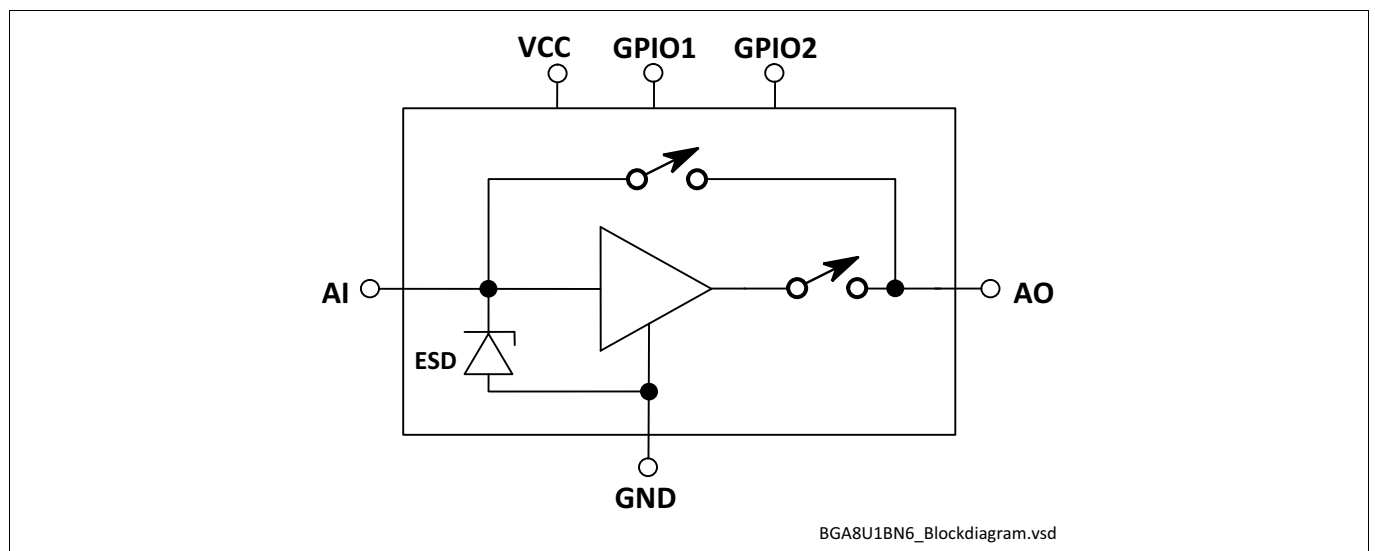 VCC GPIO1 GPIO2
AI
AO
ESD
GND
BGA8U1BN6_Blockdiagram.vsd